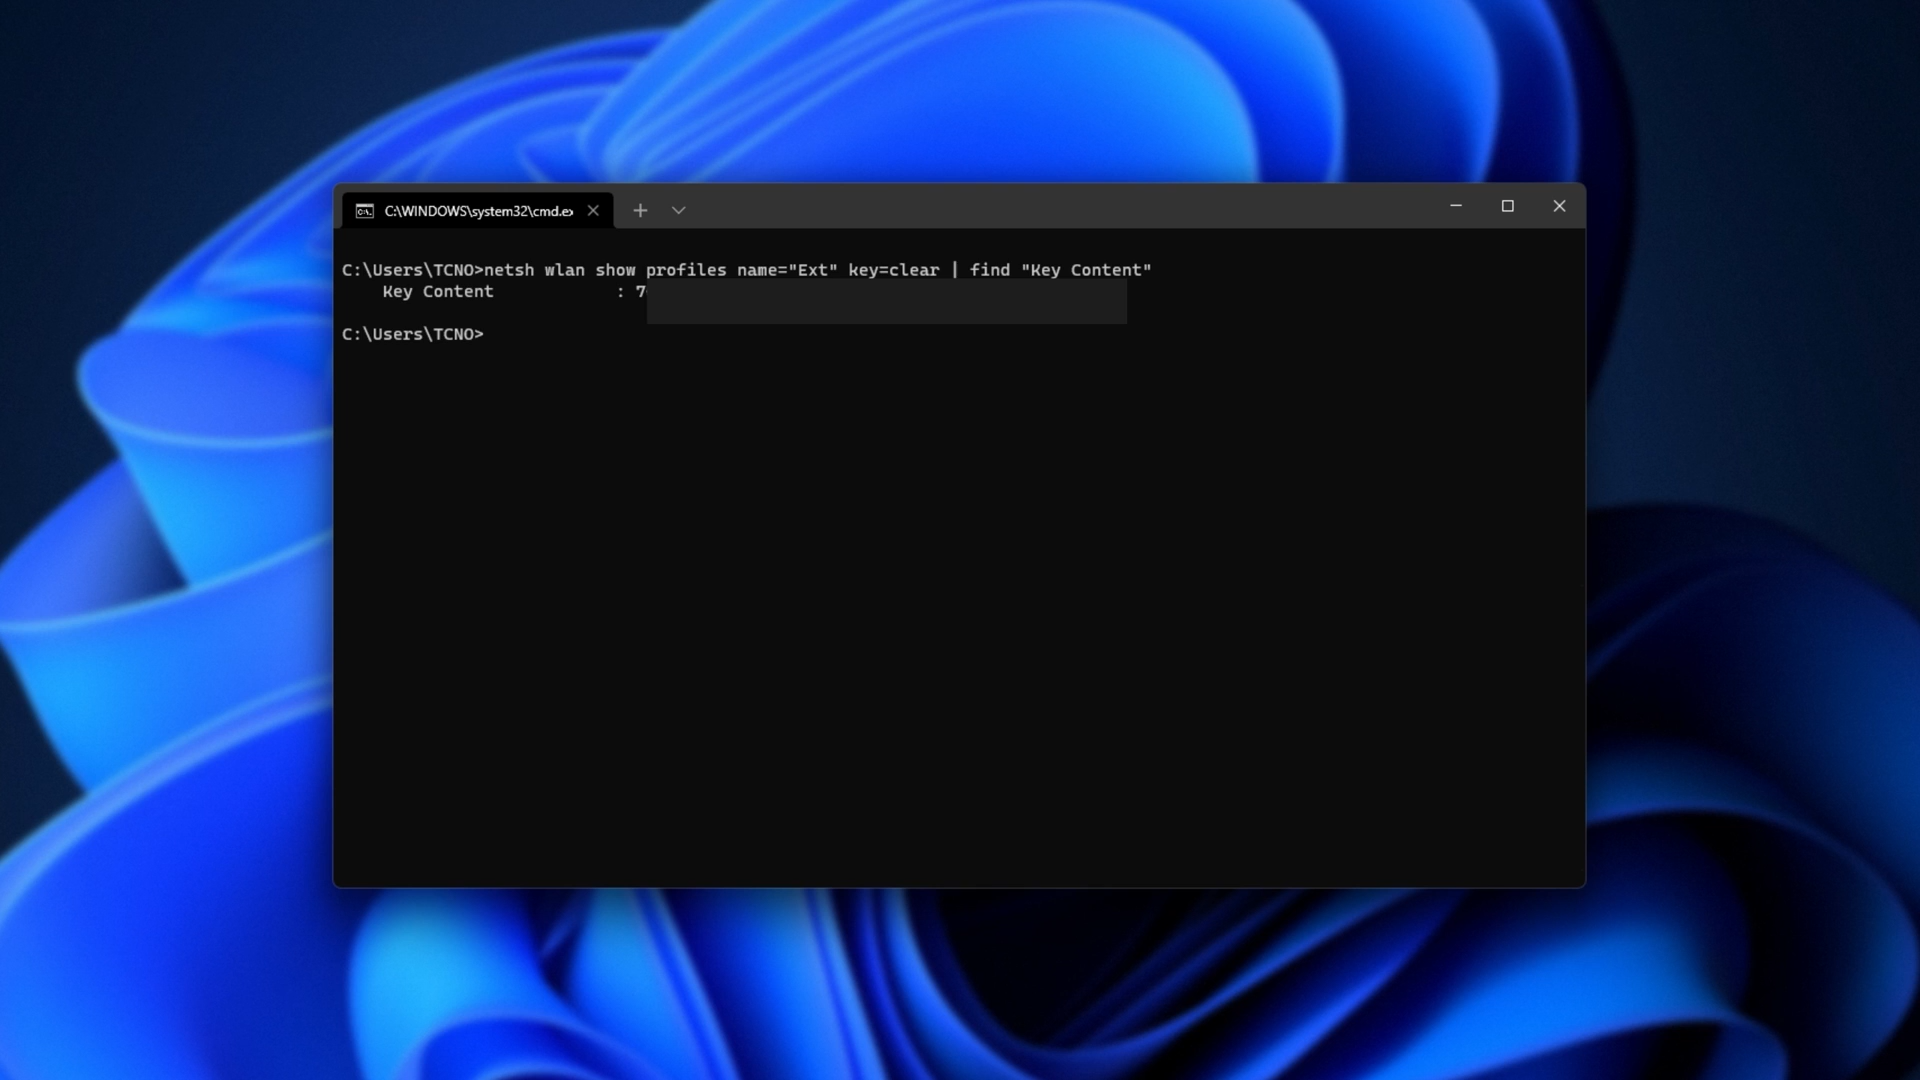 C:\WINDOWS\system32\cmd.ex
C:\Users\TCNO>netsh wlan show profiles name="Ext" key=clear | find "Key Content"
Key Content : 7
C:\Users\TCNO>